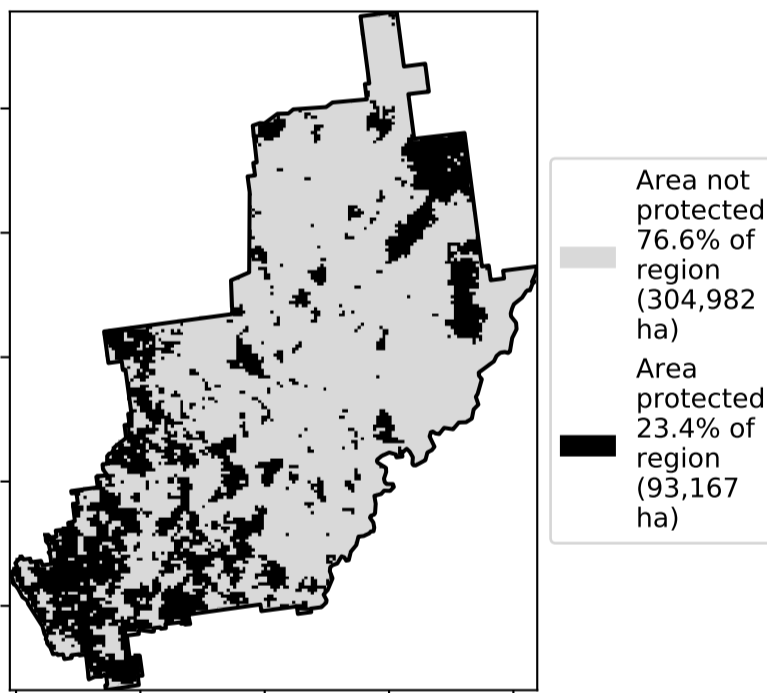 Area not
protected
76.6% of
region
(304,982
ha)
Area
protected
23.4% of
region
(93,167
ha)